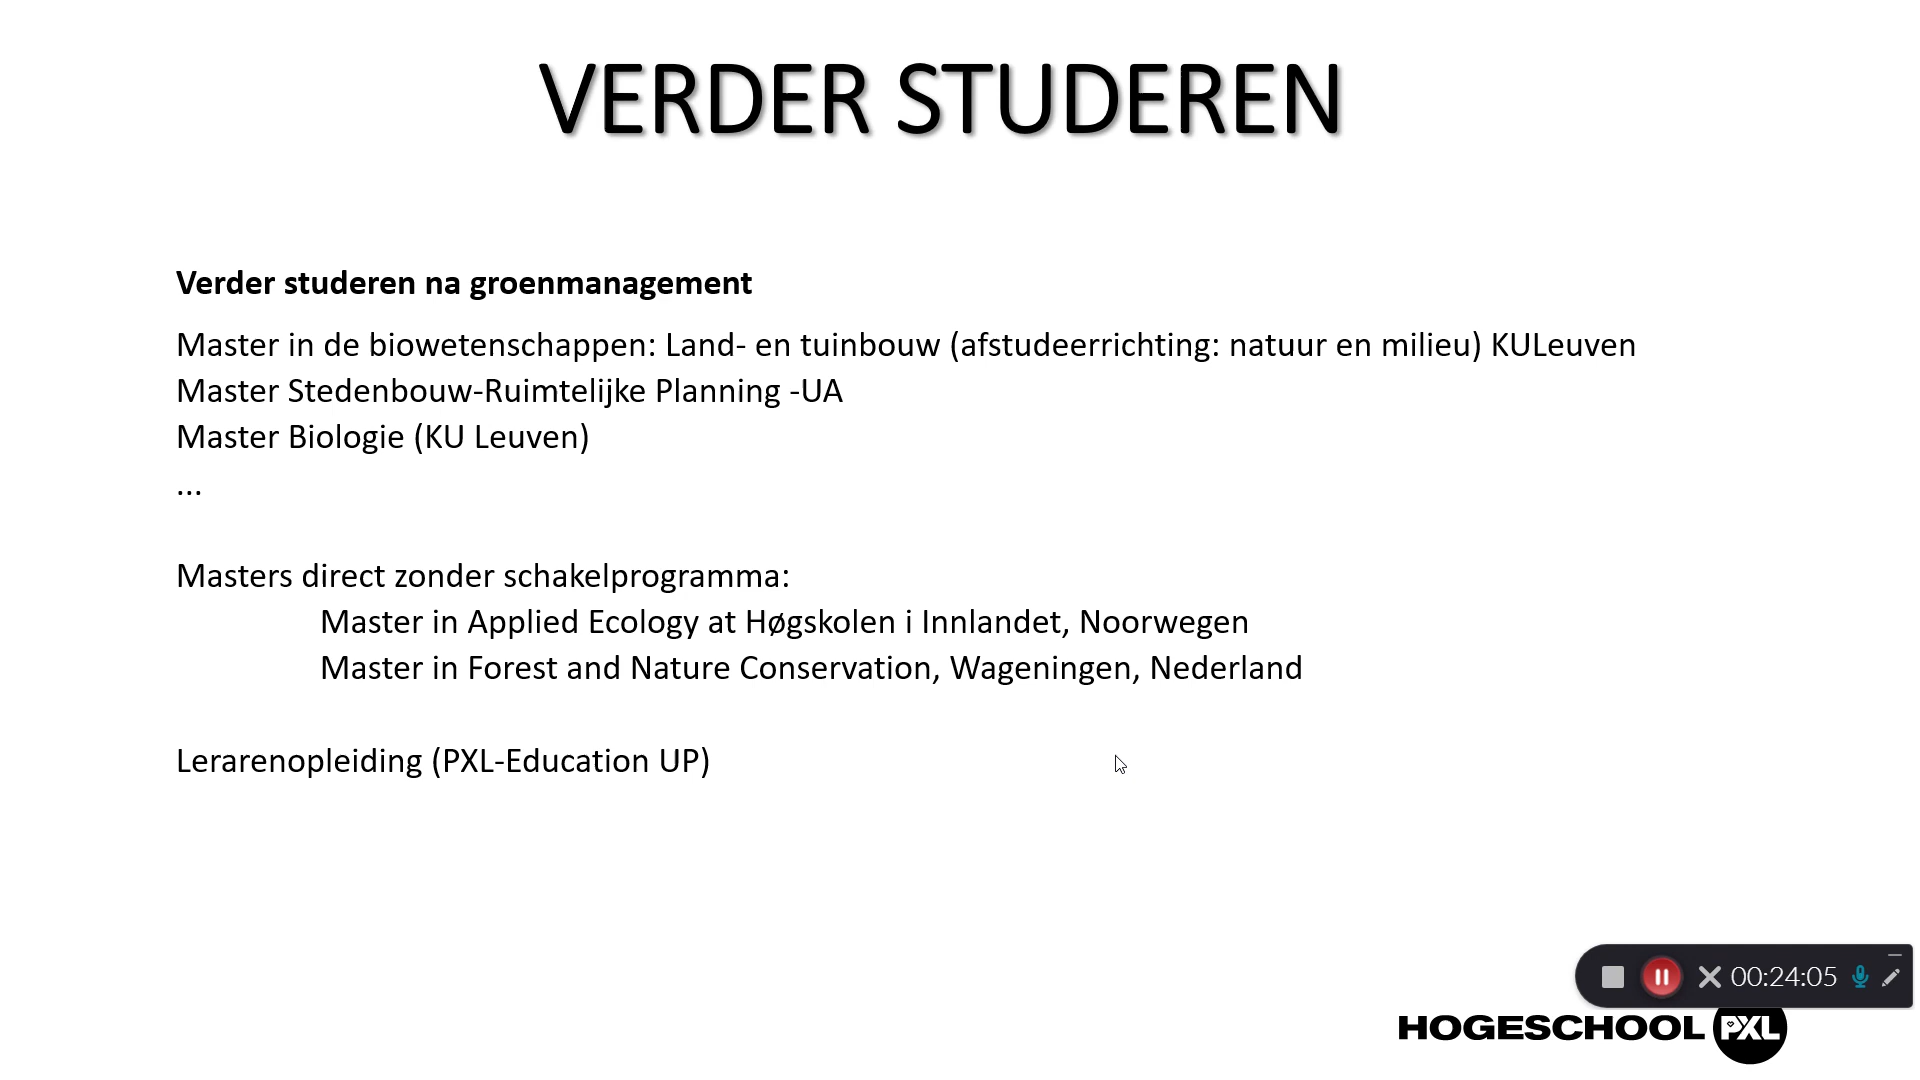 VERDER STUDEREN
Verder studeren na groenmanagement
Master in de biowetenschappen: Land- en tuinbouw (afstudeerrichting: natuur en milieu) KULeuven
Master Stedenbouw-Ruimtelijke Planning -UA
Master Biologie (KU Leuven)
...
Masters direct zonder schakelprogramma:
Master in Applied Ecology at Høgskolen i Innlandet, Noorwegen
Master in Forest and Nature Conservation, Wageningen, Nederland
Lerarenopleiding (PXL-Education UP)
00:24:05
HOGESCHOOL PXL